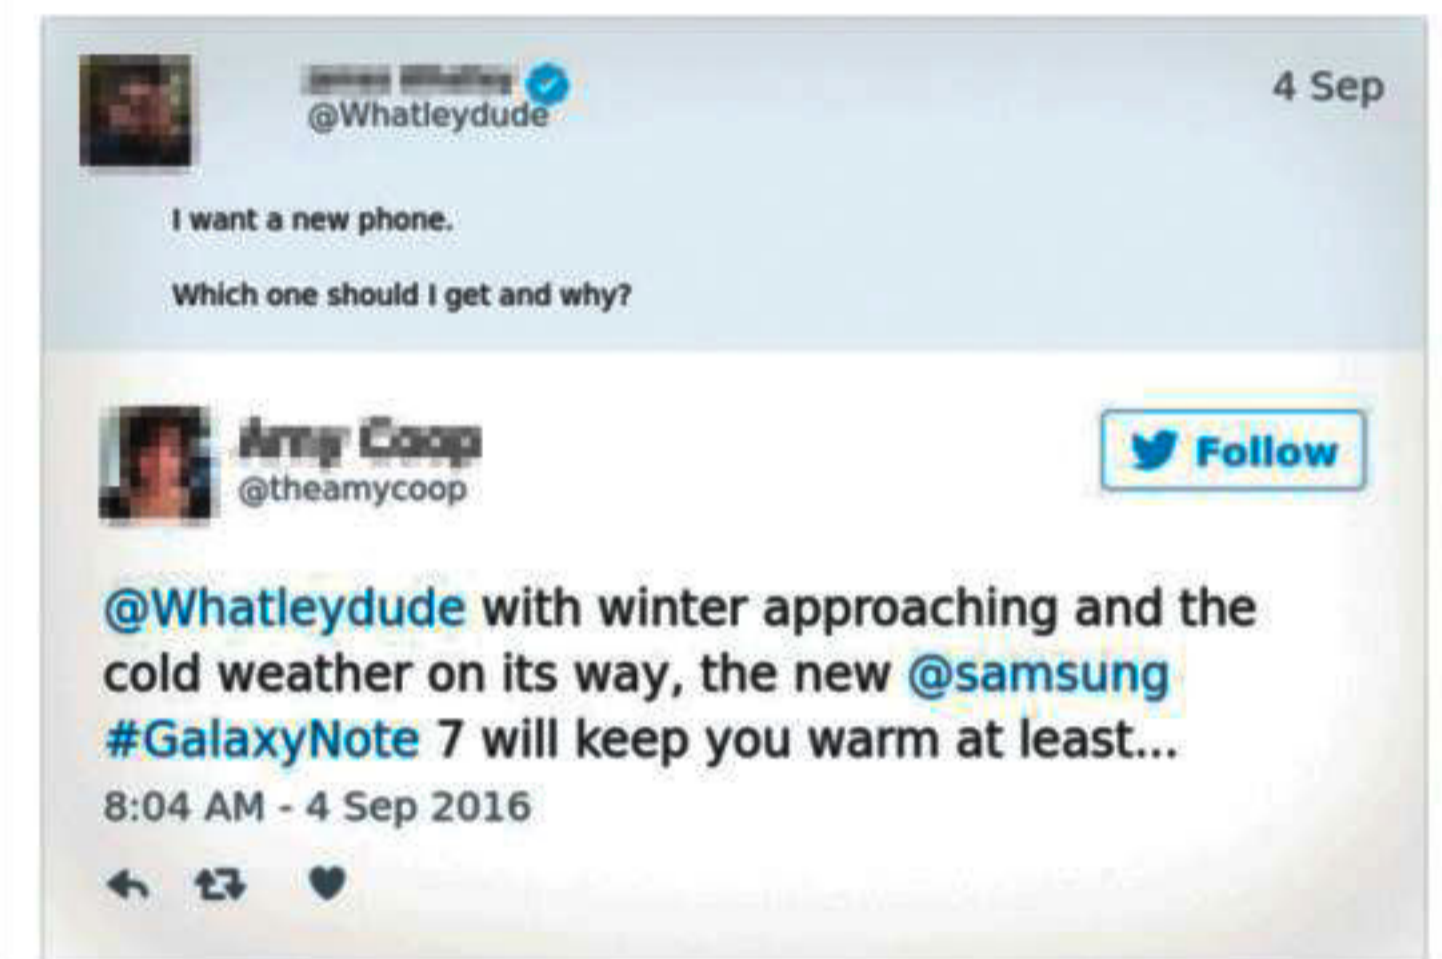 @Whatleydude
4 Sep
I want a new phone.
Which one should I get and why?
@theamycoop
Follow
@Whatleydude with winter approaching and the
cold weather on its way, the new @samsung
#GalaxyNote 7 will keep you warm at least...
8:04 AM - 4 Sep 2016